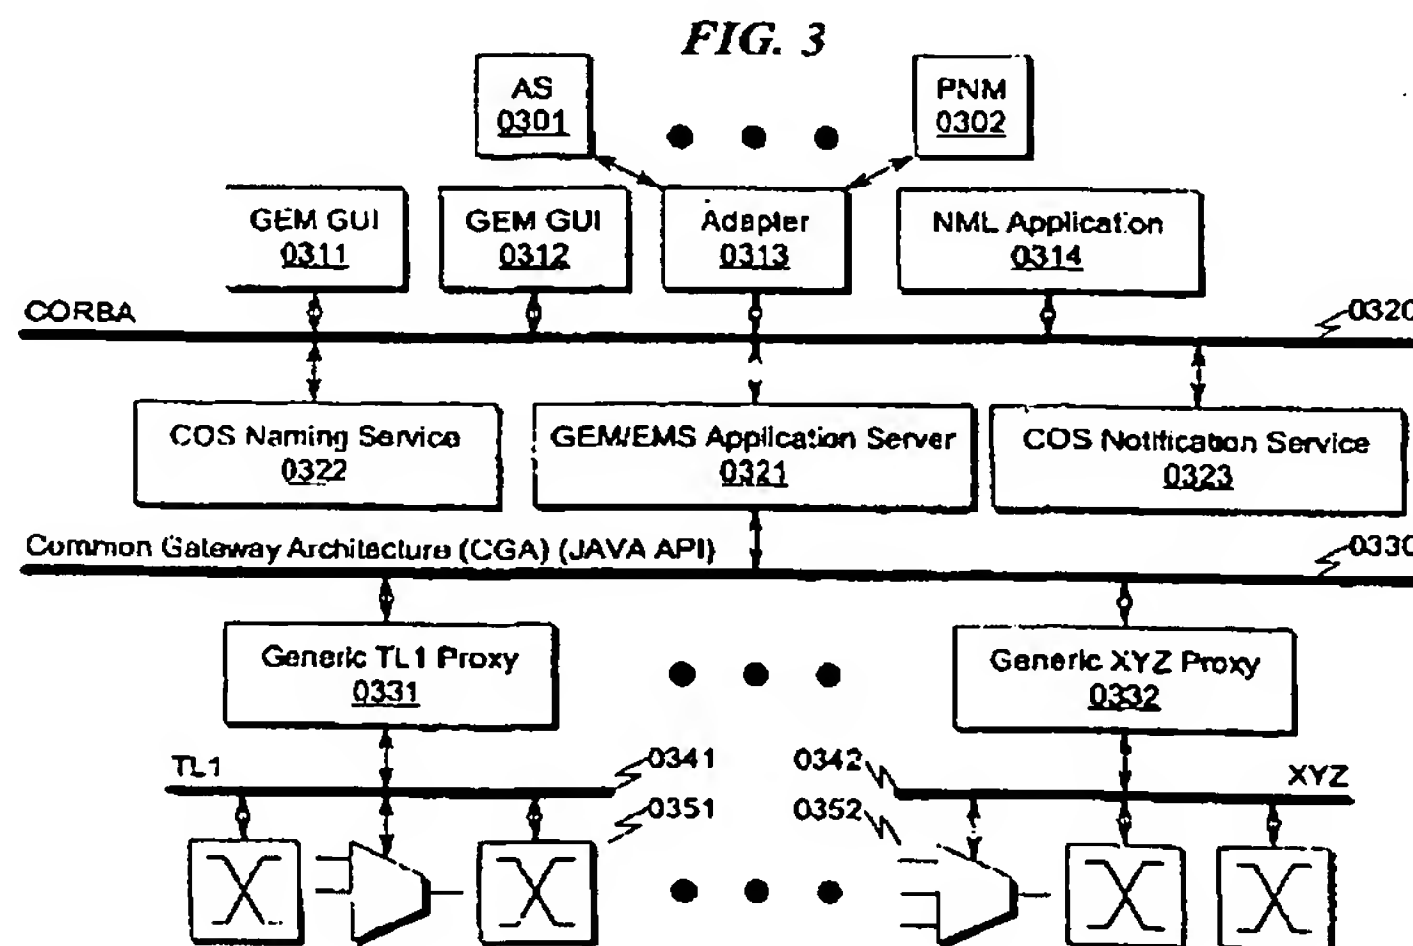 FIG. 3
AS
0301
PNM
0302
GEM GUI
0311
GEM GUI
0312
Adapter
0313
NML Application
0314
CORBA
0320
COS Naming Service
0322
GEM/EMS Application Server
0321
COS Notification Service
0323
Common Gateway Architecture (CGA) (JAVA API)
0330
Generic TL1 Proxy
0331
Generic XYZ Proxy
0332
TL1
0341
0342
XYZ
0351
0352